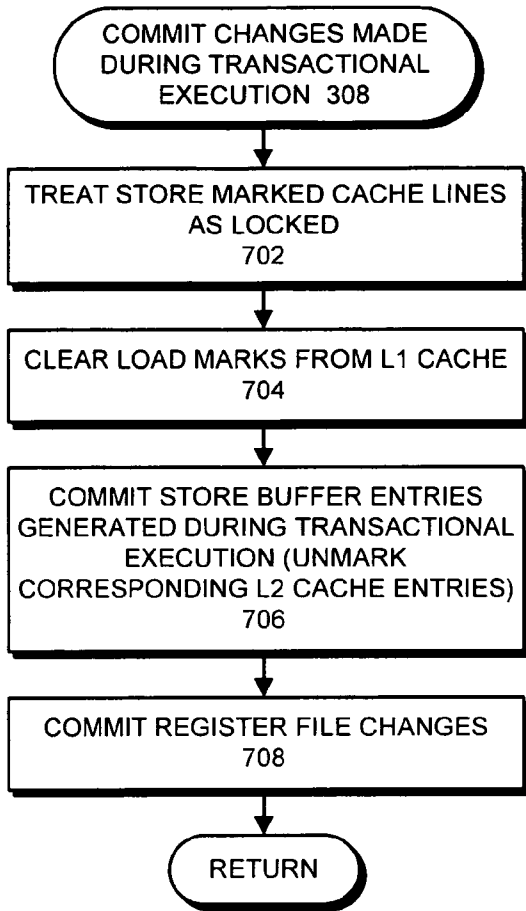 COMMIT CHANGES MADE
DURING TRANSACTIONAL
EXECUTION 308
TREAT STORE MARKED CACHE LINES
AS LOCKED
702
CLEAR LOAD MARKS FROM L1 CACHE
704
COMMIT STORE BUFFER ENTRIES
GENERATED DURING TRANSACTIONAL
EXECUTION (UNMARK
CORRESPONDING L2 CACHE ENTRIES)
706
COMMIT REGISTER FILE CHANGES
708
RETURN